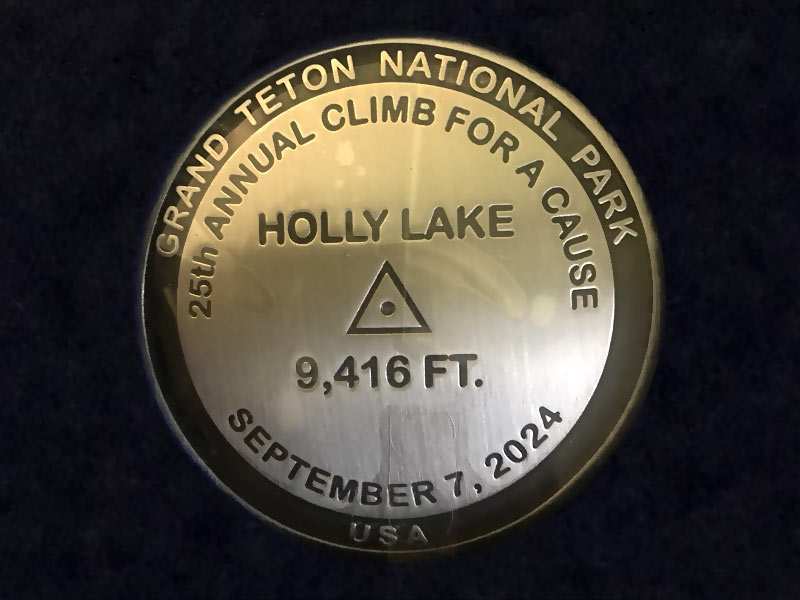 GRAND TETON NATIONAL PARK
25th ANNUAL CLIMB FOR A CAUSE
HOLLY LAKE
9,416 FT.
SEPTEMBER 7, 2024
USA